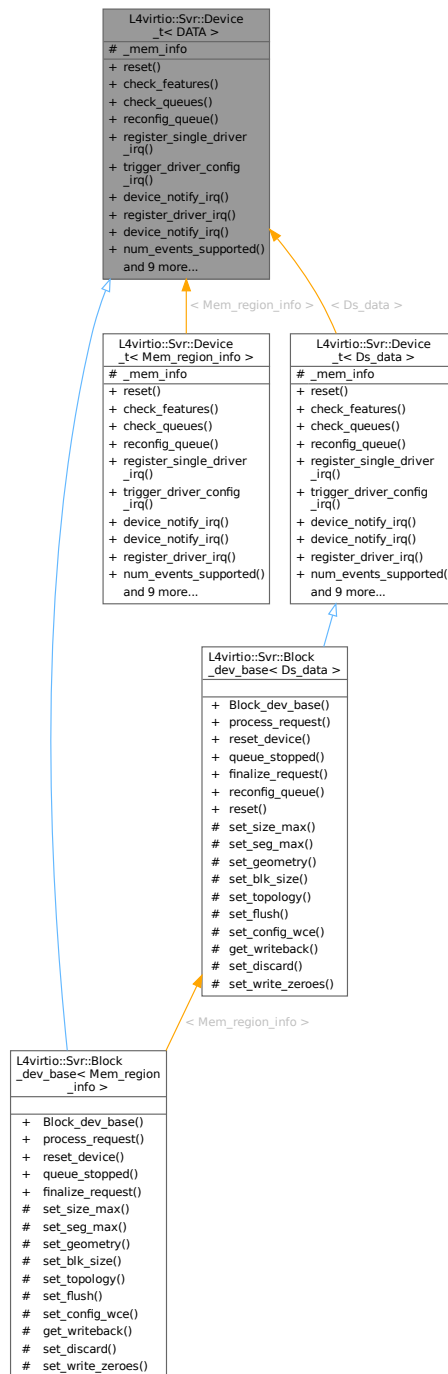 L4virtio::Svr::Device
_t< DATA >
# _mem_info
+ reset()
+ check_features()
+ check_queues()
+ reconfig_queue()
+ register_single_driver
_irq()
+ trigger_driver_config
_irq()
+ device_notify_irq()
+ register_driver_irq()
+ device_notify_irq()
+ num_events_supported()
and 9 more...
< Mem_region_info >
< Ds_data >
L4virtio::Svr::Device
_t< Mem_region_info >
# _mem_info
+ reset()
+ check_features()
+ check_queues()
+ reconfig_queue()
+ register_single_driver
_irq()
+ trigger_driver_config
_irq()
+ device_notify_irq()
+ device_notify_irq()
+ register_driver_irq()
+ num_events_supported()
and 9 more...
L4virtio::Svr::Device
_t< Ds_data >
# _mem_info
+ reset()
+ check_features()
+ check_queues()
+ reconfig_queue()
+ register_single_driver
_irq()
+ trigger_driver_config
_irq()
+ device_notify_irq()
+ device_notify_irq()
+ register_driver_irq()
+ num_events_supported()
and 9 more...
L4virtio::Svr::Block
_dev_base< Ds_data >
+ Block_dev_base()
+ process_request()
+ reset_device()
+ queue_stopped()
+ finalize_request()
+ reconfig_queue()
+ reset()
# set_size_max()
# set_seg_max()
# set_geometry()
# set_blk_size()
# set_topology()
# set_flush()
# set_config_wce()
# get_writeback()
# set_discard()
# set_write_zeroes()
< Mem_region_info >
L4virtio::Svr::Block
_dev_base< Mem_region
_info >
+ Block_dev_base()
+ process_request()
+ reset_device()
+ queue_stopped()
+ finalize_request()
# set_size_max()
# set_seg_max()
# set_geometry()
# set_blk_size()
# set_topology()
# set_flush()
# set_config_wce()
# get_writeback()
# set_discard()
# set_write_zeroes()